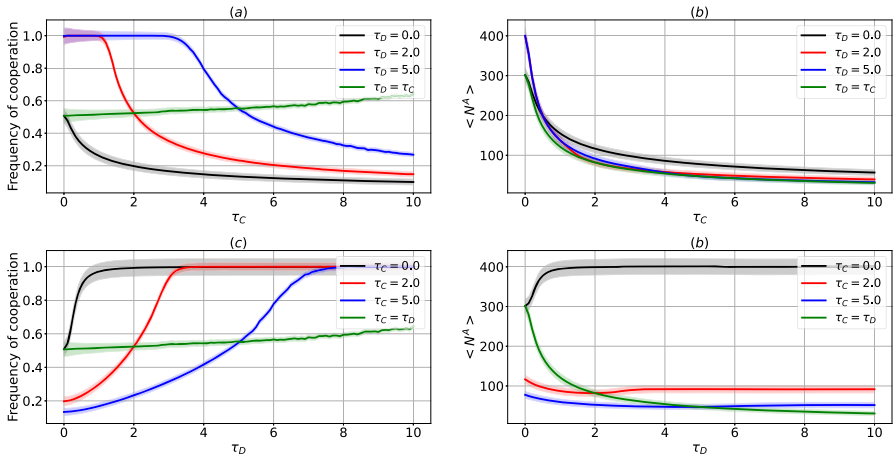 (a)
Frequency of cooperation
1.0
0.8
0.6
0.4
0.2
0
2
4
6
8
10
τ_C
τ_D = 0.0
τ_D = 2.0
τ_D = 5.0
τ_D = τ_C
(b)
< N^A >
400
300
200
100
0
2
4
6
8
10
τ_C
τ_D = 0.0
τ_D = 2.0
τ_D = 5.0
τ_D = τ_C
(c)
Frequency of cooperation
1.0
0.8
0.6
0.4
0.2
0
2
4
6
8
10
τ_D
τ_C = 0.0
τ_C = 2.0
τ_C = 5.0
τ_C = τ_D
(b)
< N^A >
400
300
200
100
0
2
4
6
8
10
τ_D
τ_C = 0.0
τ_C = 2.0
τ_C = 5.0
τ_C = τ_D